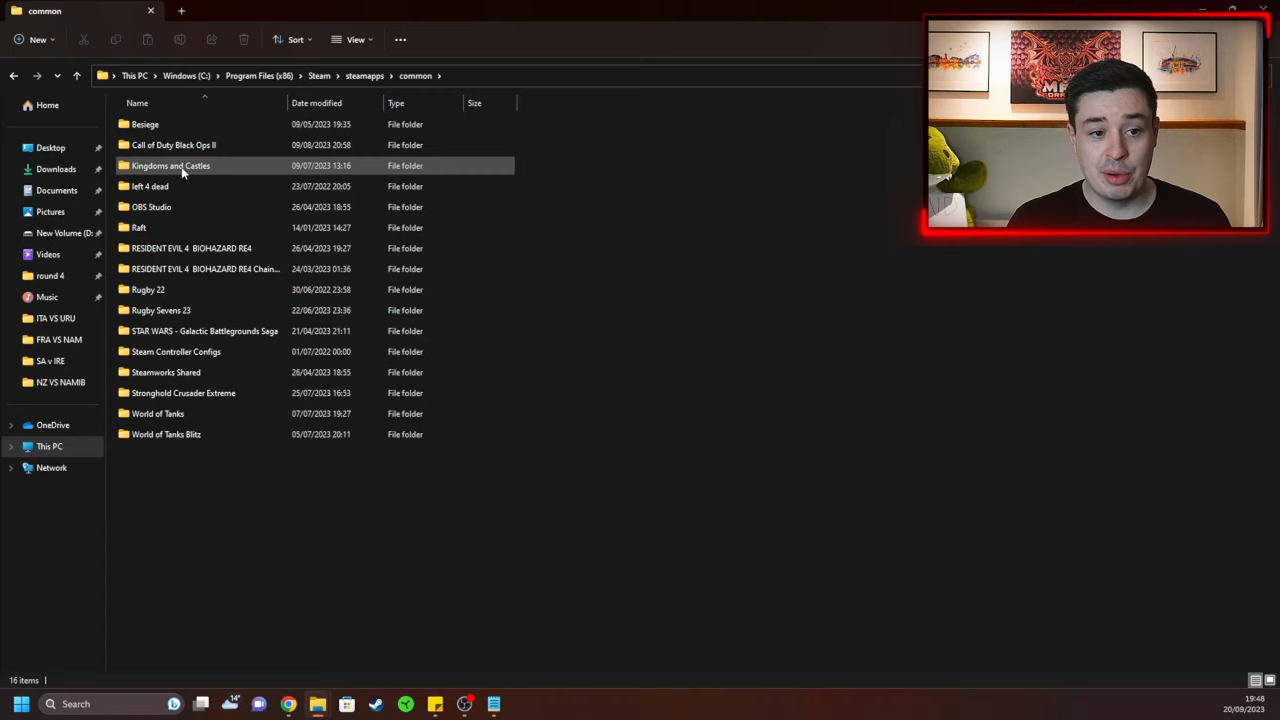 common
New
Sort
View
This PC > Windows (C:) > Program Files (x86) > Steam > steamapps > common >
Name Date modified Type Size
Besiege 09/05/2023 19:35 File folder
Call of Duty Black Ops II 09/08/2023 20:58 File folder
Kingdoms and Castles 09/07/2023 13:16 File folder
left 4 dead 23/07/2022 20:05 File folder
OBS Studio 26/04/2023 18:55 File folder
Raft 14/01/2023 14:27 File folder
RESIDENT EVIL 4 BIOHAZARD RE4 26/04/2023 19:27 File folder
RESIDENT EVIL 4 BIOHAZARD RE4 Chain... 24/03/2023 01:36 File folder
Rugby 22 30/06/2022 23:58 File folder
Rugby Sevens 23 22/06/2023 23:36 File folder
STAR WARS - Galactic Battlegrounds Saga 21/04/2023 21:11 File folder
Steam Controller Configs 01/07/2022 00:00 File folder
Steamworks Shared 26/04/2023 18:55 File folder
Stronghold Crusader Extreme 25/07/2023 16:53 File folder
World of Tanks 07/07/2023 19:27 File folder
World of Tanks Blitz 05/07/2023 20:11 File folder
Home
Desktop
Downloads
Documents
Pictures
New Volume (D:
Videos
round 4
Music
ITA VS URU
FRA VS NAM
SA v IRE
NZ VS NAMIB
OneDrive
This PC
Network
16 items
Search
14°
19:48
20/09/2023